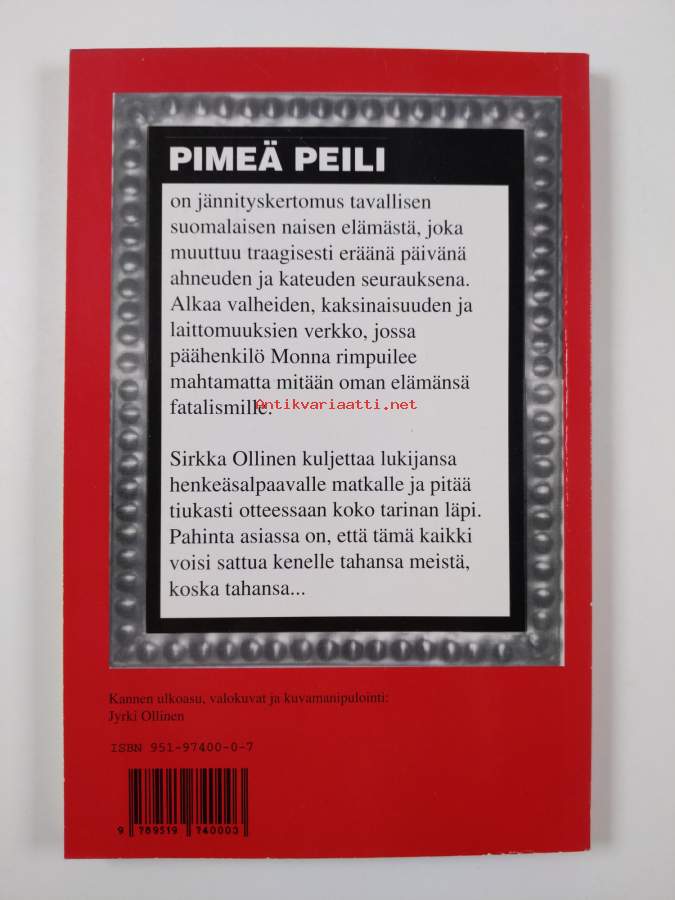 PIMEÄ PEILI
on jännityskertomus tavallisen
suomalaisen naisen elämästä, joka
muuttuu traagisesti eräänä päivänä
ahneuden ja kateuden seurauksena.
Alkaa valheiden, kaksinaisuuden ja
laittomuuksien verkko, jossa
päähenkilö Monna rimpuilee
mahtamatta mitään oman elämänsä
fatalismille.
Antikvariaatti.net
Sirkka Ollinen kuljettaa lukijansa
henkeäsalpaavalle matkalle ja pitää
tiukasti otteessaan koko tarinan läpi.
Pahinta asiassa on, että tämä kaikki
voisi sattua kenelle tahansa meistä,
koska tahansa...
Kannen ulkoasu, valokuvat ja kuvamanipulointi:
Jyrki Ollinen
ISBN 951-97400-0-7
9 789519 740003